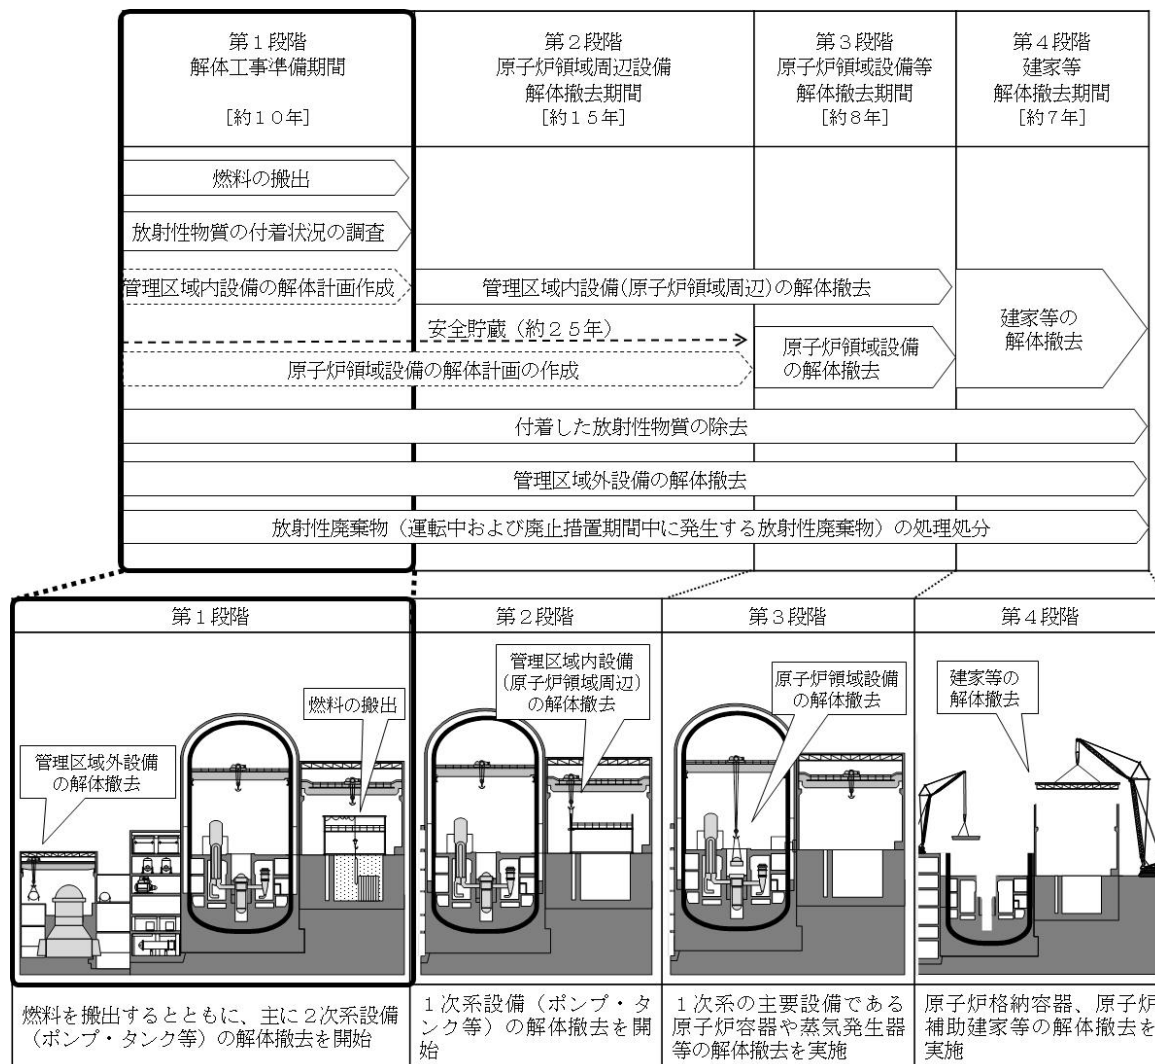 第１段階
解体工事準備期間
[約１０年]
第２段階
原子炉領域周辺設備
解体撤去期間
[約１５年]
第３段階
原子炉領域設備等
解体撤去期間
[約８年]
第４段階
建家等
解体撤去期間
[約７年]
燃料の搬出
放射性物質の付着状況の調査
管理区域内設備の解体計画作成
管理区域内設備(原子炉領域周辺)の解体撤去
安全貯蔵（約２５年）
原子炉領域設備の解体計画の作成
原子炉領域設備
の解体撤去
建家等の
解体撤去
付着した放射性物質の除去
管理区域外設備の解体撤去
放射性廃棄物（運転中および廃止措置期間中に発生する放射性廃棄物）の処理処分
第１段階
管理区域外設備
の解体撤去
燃料の搬出
燃料を搬出するとともに、主に２次系設備
（ポンプ・タンク等）の解体撤去を開始
第２段階
管理区域内設備
(原子炉領域周辺)
の解体撤去
１次系設備（ポンプ・タ
ンク等）の解体撤去を開
始
第３段階
原子炉領域設備
の解体撤去
１次系の主要設備である
原子炉容器や蒸気発生器
等の解体撤去を実施
第４段階
建家等の
解体撤去
原子炉格納容器、原子炉
補助建家等の解体撤去を
実施